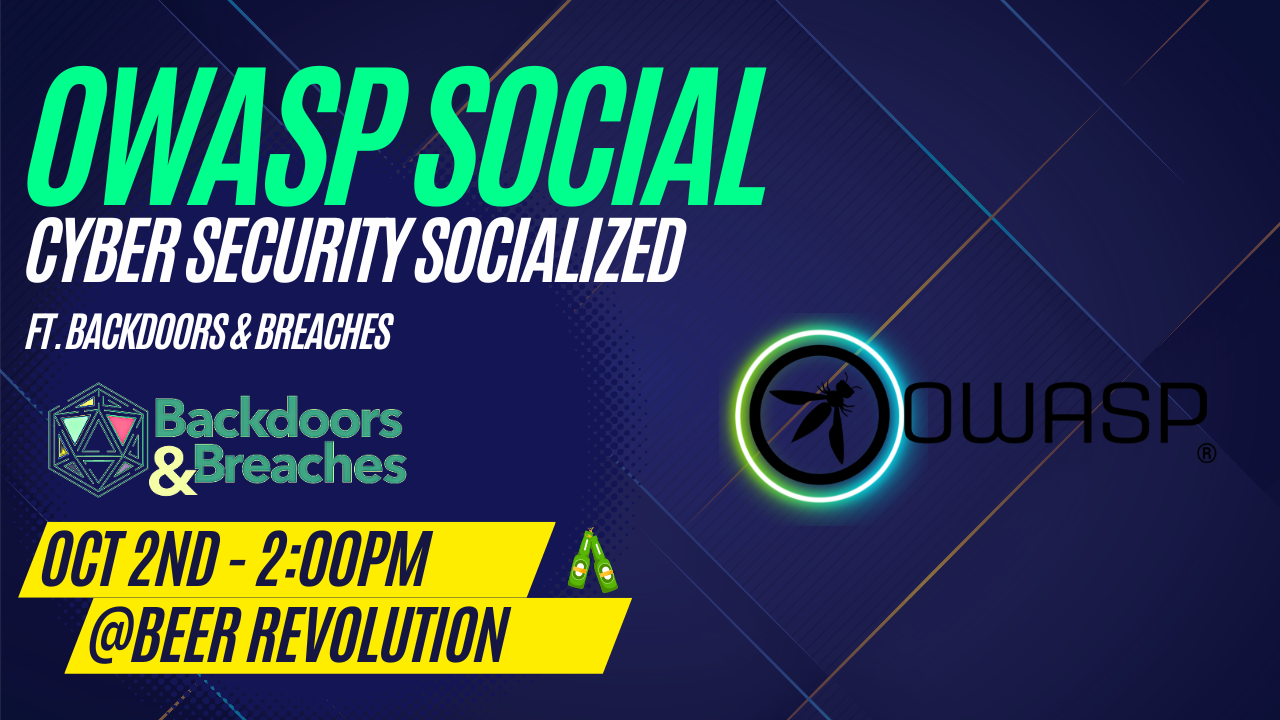 OWASP SOCIAL
CYBER SECURITY SOCIALIZED
FT. BACKDOORS & BREACHES
Backdoors
&Breaches
OCT 2ND - 2:00PM
@BEER REVOLUTION
OWASP®